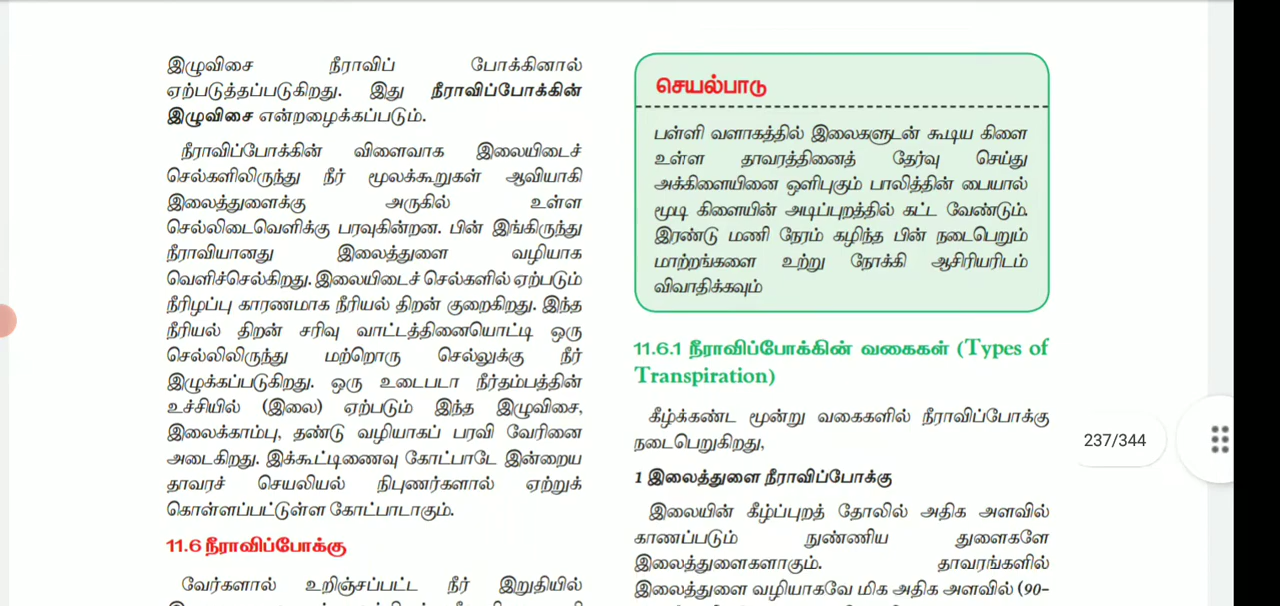 இழுவிசை நீராவிப் போக்கினால்
ஏற்படுத்தப்படுகிறது. இது நீராவிப்போக்கின்
இழுவிசை என்றழைக்கப்படும்.
நீராவிப்போக்கின் விளைவாக இலையிடைச்
செல்களிலிருந்து நீர் மூலக்கூறுகள் ஆவியாகி
இலைத்துளைக்கு அருகில் உள்ள
செல்லிடைவெளிக்கு பரவுகின்றன. பின் இங்கிருந்து
நீராவியானது இலைத்துளை வழியாக
வெளிச்செல்கிறது. இலையிடைச் செல்களில் ஏற்படும்
நீரிழப்பு காரணமாக நீரியல் திறன் குறைகிறது. இந்த
நீரியல் திறன் சரிவு வாட்டத்தினையொட்டி ஒரு
செல்லிலிருந்து மற்றொரு செல்லுக்கு நீர்
இழுக்கப்படுகிறது. ஒரு உடைபடா நீர்தம்பத்தின்
உச்சியில் (இலை) ஏற்படும் இந்த இழுவிசை,
இலைக்காம்பு, தண்டு வழியாகப் பரவி வேரினை
அடைகிறது. இக்கூட்டிணைவு கோட்பாடே இன்றைய
தாவரச் செயலியல் நிபுணர்களால் ஏற்றுக்
கொள்ளப்பட்டுள்ள கோட்பாடாகும்.
11.6 நீராவிப்போக்கு
வேர்களால் உறிஞ்சப்பட்ட நீர் இறுதியில்
செயல்பாடு
பள்ளி வளாகத்தில் இலைகளுடன் கூடிய கிளை
உள்ள தாவரத்தினைத் தேர்வு செய்து
அக்கிளையினை ஒளிபுகும் பாலித்தின் பையால்
மூடி கிளையின் அடிப்புறத்தில் கட்ட வேண்டும்.
இரண்டு மணி நேரம் கழிந்த பின் நடைபெறும்
மாற்றங்களை உற்று நோக்கி ஆசிரியரிடம்
விவாதிக்கவும்
11.6.1 நீராவிப்போக்கின் வகைகள் (Types of
Transpiration)
கீழ்க்கண்ட மூன்று வகைகளில் நீராவிப்போக்கு
நடைபெறுகிறது,
1 இலைத்துளை நீராவிப்போக்கு
இலையின் கீழ்ப்புறத் தோலில் அதிக அளவில்
காணப்படும் நுண்ணிய துளைகளே
இலைத்துளைகளாகும். தாவரங்களில்
இலைத்துளை வழியாகவே மிக அதிக அளவில் (90-
237/344